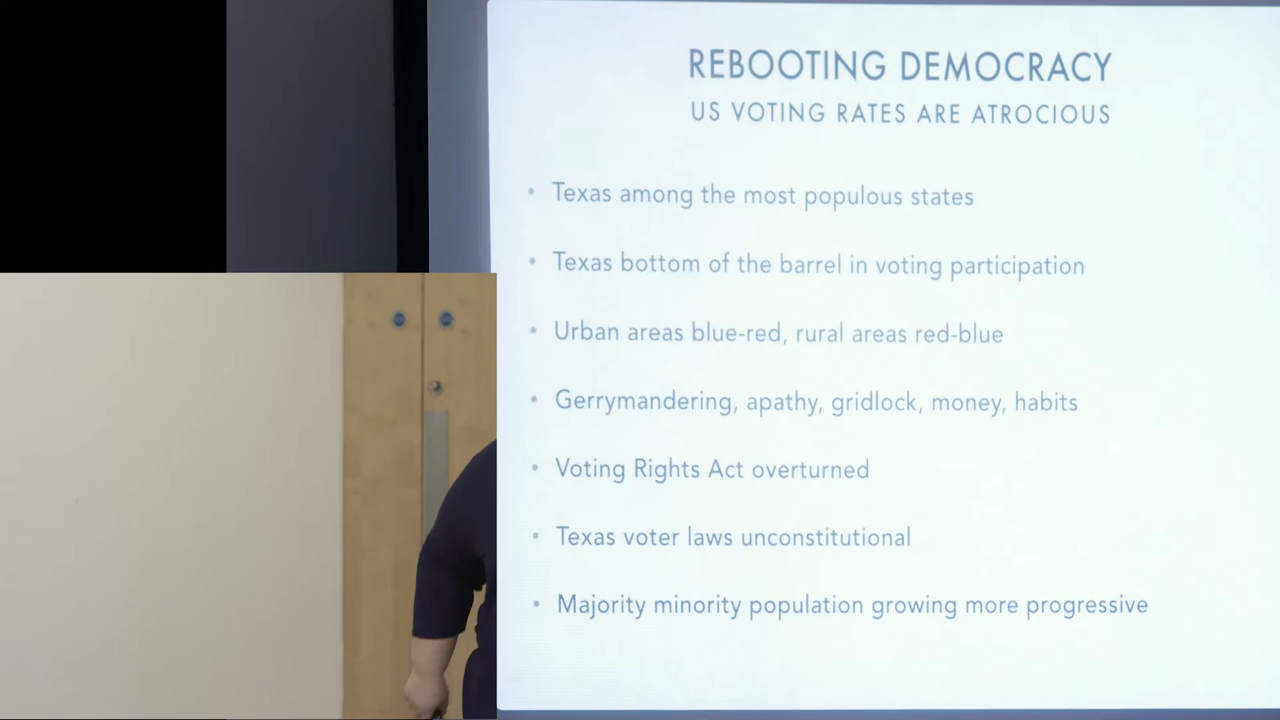 REBOOTING DEMOCRACY
US VOTING RATES ARE ATROCIOUS
• Texas among the most populous states
• Texas bottom of the barrel in voting participation
• Urban areas blue-red, rural areas red-blue
• Gerrymandering, apathy, gridlock, money, habits
• Voting Rights Act overturned
• Texas voter laws unconstitutional
• Majority minority population growing more progressive